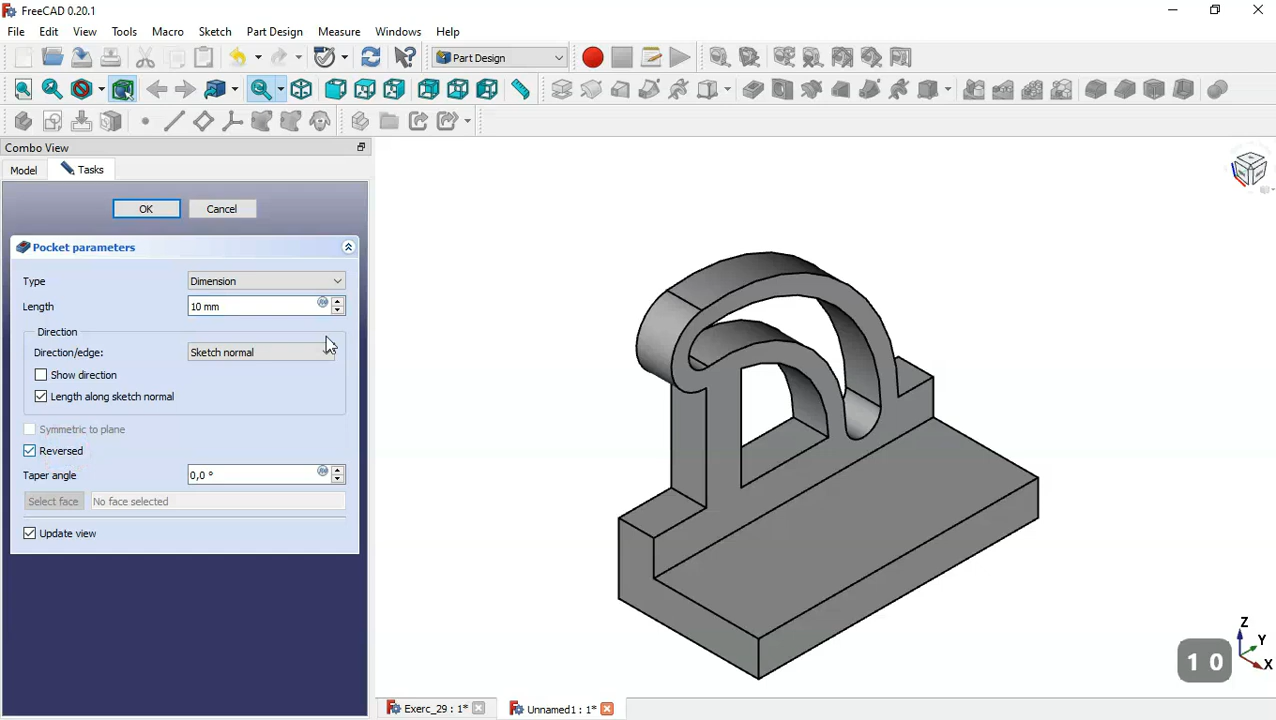 FreeCAD 0.20.1
File Edit View Tools Macro Sketch Part Design Measure Windows Help
Part Design
Combo View
Model Tasks
OK Cancel
Pocket parameters
Type Dimension
Length 10 mm
Direction
Direction/edge: Sketch normal
Show direction
Length along sketch normal
Symmetric to plane
Reversed
Taper angle 0,0 °
Select face No face selected
Update view
Z
Y
X
1 0
Exerc_29 : 1* Unnamed1 : 1*